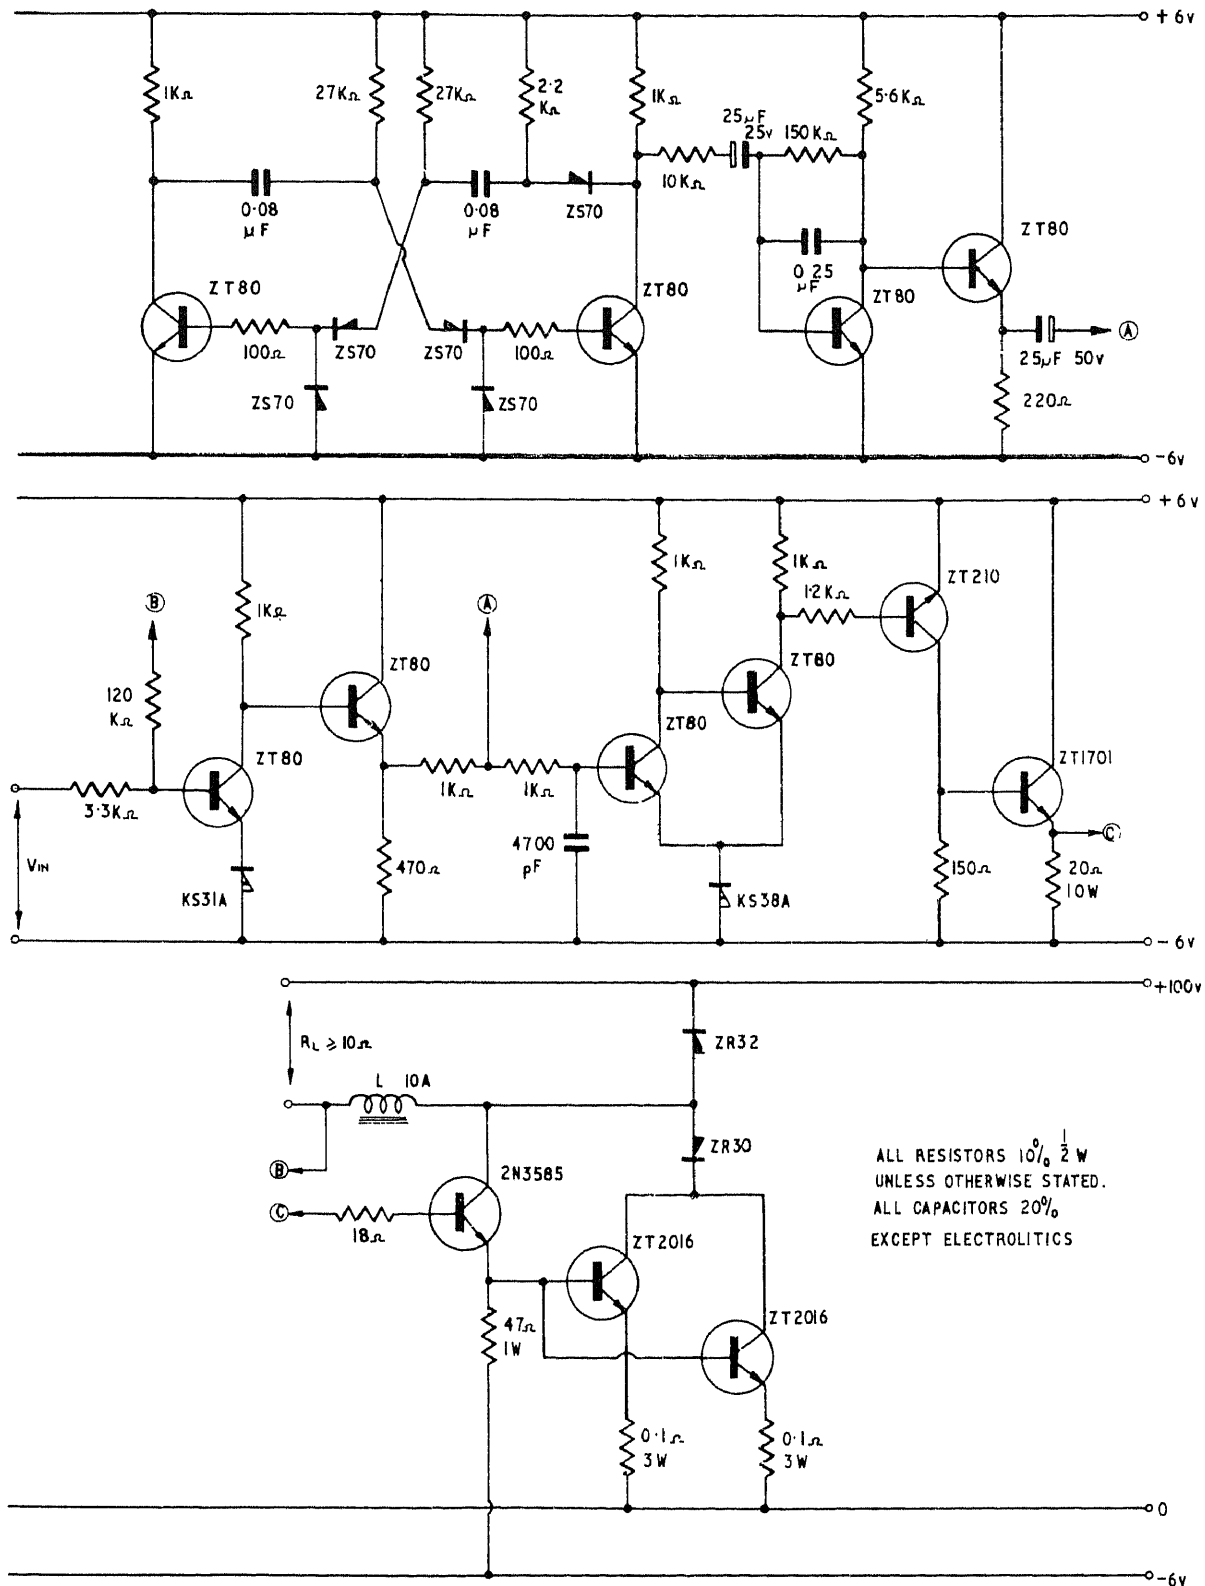 + 6v
1KΩ
27KΩ
27KΩ
2·2
KΩ
1KΩ
25μF
25v
150KΩ
5·6KΩ
10KΩ
0·08
μF
0·08
μF
ZS70
0·25
μF
ZT80
ZT80
ZT80
ZT80
100Ω
ZS70
ZS70
100Ω
25μF 50v
A
ZS70
ZS70
220Ω
-6v
+6v
B
1KΩ
A
1KΩ
1KΩ
1·2KΩ
ZT210
ZT80
ZT80
120
KΩ
ZT80
ZT80
ZT1701
3·3KΩ
1KΩ
1KΩ
C
VIN
KS31A
470Ω
4700
pF
KS38A
150Ω
20Ω
10W
- 6v
+100v
RL ⩾ 10Ω
ZR32
L 10A
ZR30
B
2N3585
C
18Ω
ZT2016
47Ω
1W
ZT2016
0·1Ω
3W
0·1Ω
3W
ALL RESISTORS 10% ½ W
UNLESS OTHERWISE STATED.
ALL CAPACITORS 20%
EXCEPT ELECTROLITICS
0
-6v